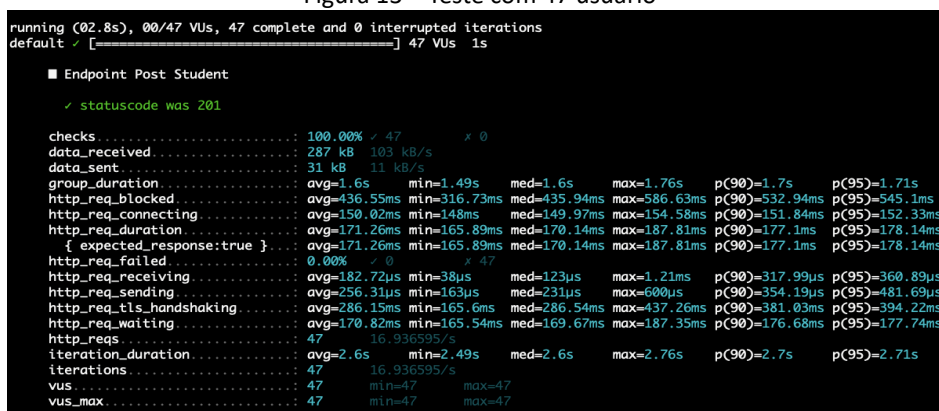 Figura 13 – Teste com 47 usuário
running (02.8s), 00/47 VUs, 47 complete and 0 interrupted iterations
default ✓ [======================================] 47 VUs  1s
■ Endpoint Post Student
✓ statuscode was 201
checks.........................: 100.00% ✓ 47 ✗ 0
data_received..................: 287 kB 103 kB/s
data_sent......................: 31 kB 11 kB/s
group_duration.................: avg=1.6s min=1.49s med=1.6s max=1.76s p(90)=1.7s p(95)=1.71s
http_req_blocked...............: avg=436.55ms min=316.73ms med=435.94ms max=586.63ms p(90)=532.94ms p(95)=545.1ms
http_req_connecting............: avg=150.02ms min=148ms med=149.97ms max=154.58ms p(90)=151.84ms p(95)=152.33ms
http_req_duration..............: avg=171.26ms min=165.89ms med=170.14ms max=187.81ms p(90)=177.1ms p(95)=178.14ms
{ expected_response:true }...: avg=171.26ms min=165.89ms med=170.14ms max=187.81ms p(90)=177.1ms p(95)=178.14ms
http_req_failed................: 0.00% ✓ 0 ✗ 47
http_req_receiving.............: avg=182.72µs min=38µs med=123µs max=1.21ms p(90)=317.99µs p(95)=360.89µs
http_req_sending...............: avg=256.31µs min=163µs med=231µs max=600µs p(90)=354.19µs p(95)=481.69µs
http_req_tls_handshaking.......: avg=286.15ms min=165.6ms med=286.54ms max=437.26ms p(90)=381.03ms p(95)=394.22ms
http_req_waiting...............: avg=170.82ms min=165.54ms med=169.67ms max=187.35ms p(90)=176.68ms p(95)=177.74ms
http_reqs......................: 47 16.936595/s
iteration_duration.............: avg=2.6s min=2.49s med=2.6s max=2.76s p(90)=2.7s p(95)=2.71s
iterations.....................: 47 16.936595/s
vus............................: 47 min=47 max=47
vus_max........................: 47 min=47 max=47